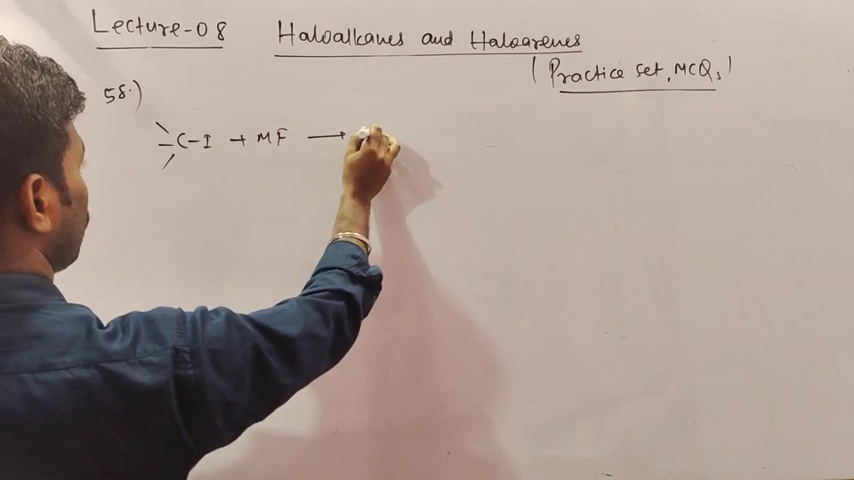 Lecture-08
Haloalkanes and Haloarenes
(Practice set, MCQs)
58.)
-C-I + MF →